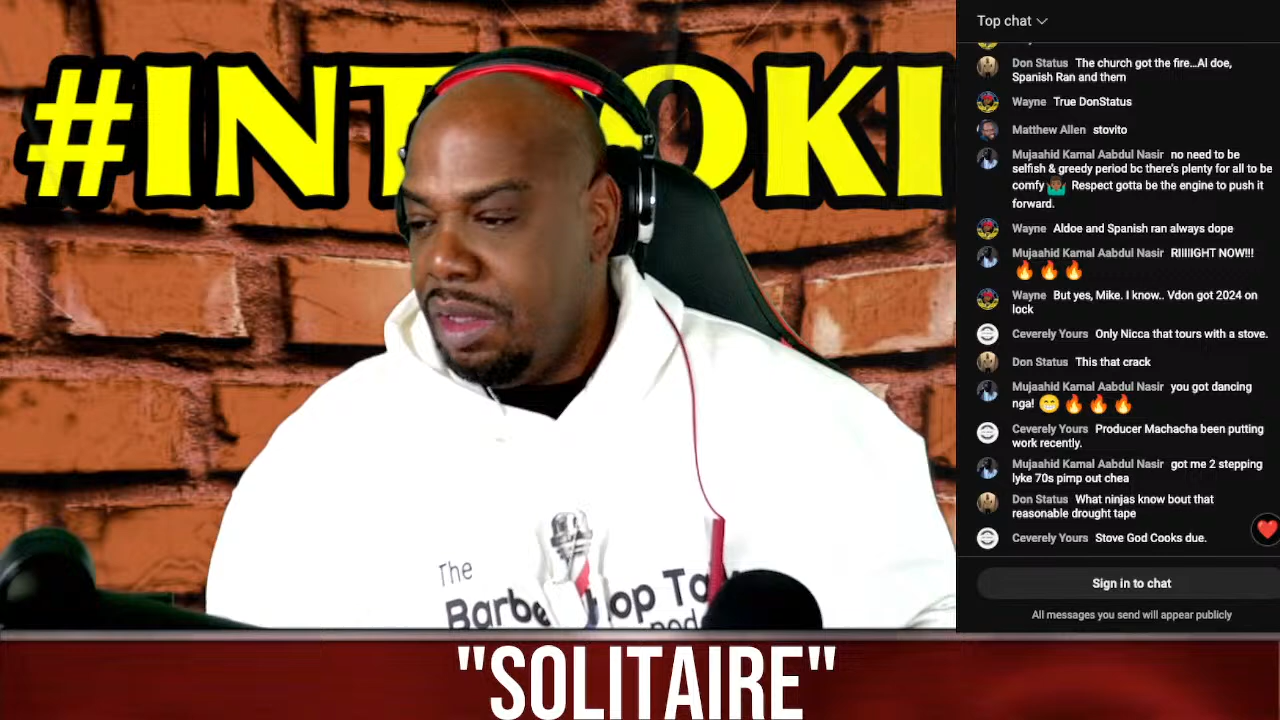 #INT OKI
The
Barbe op Ta
pod
"SOLITAIRE"
Top chat
Don Status The church got the fire...Al doe,
Spanish Ran and them
Wayne True DonStatus
Matthew Allen stovito
Mujaahid Kamal Aabdul Nasir no need to be
selfish & greedy period bc there's plenty for all to be
comfy🤷🏾‍♂️ Respect gotta be the engine to push it
forward.
Wayne Aldoe and Spanish ran always dope
Mujaahid Kamal Aabdul Nasir RIIIIIGHT NOW!!!
🔥🔥🔥
Wayne But yes, Mike. I know.. Vdon got 2024 on
lock
Ceverely Yours Only Nicca that tours with a stove.
Don Status This that crack
Mujaahid Kamal Aabdul Nasir you got dancing
nga! 😁🔥🔥🔥
Ceverely Yours Producer Machacha been putting
work recently.
Mujaahid Kamal Aabdul Nasir got me 2 stepping
lyke 70s pimp out chea
Don Status What ninjas know bout that
reasonable drought tape
Ceverely Yours Stove God Cooks due.
Sign in to chat
All messages you send will appear publicly